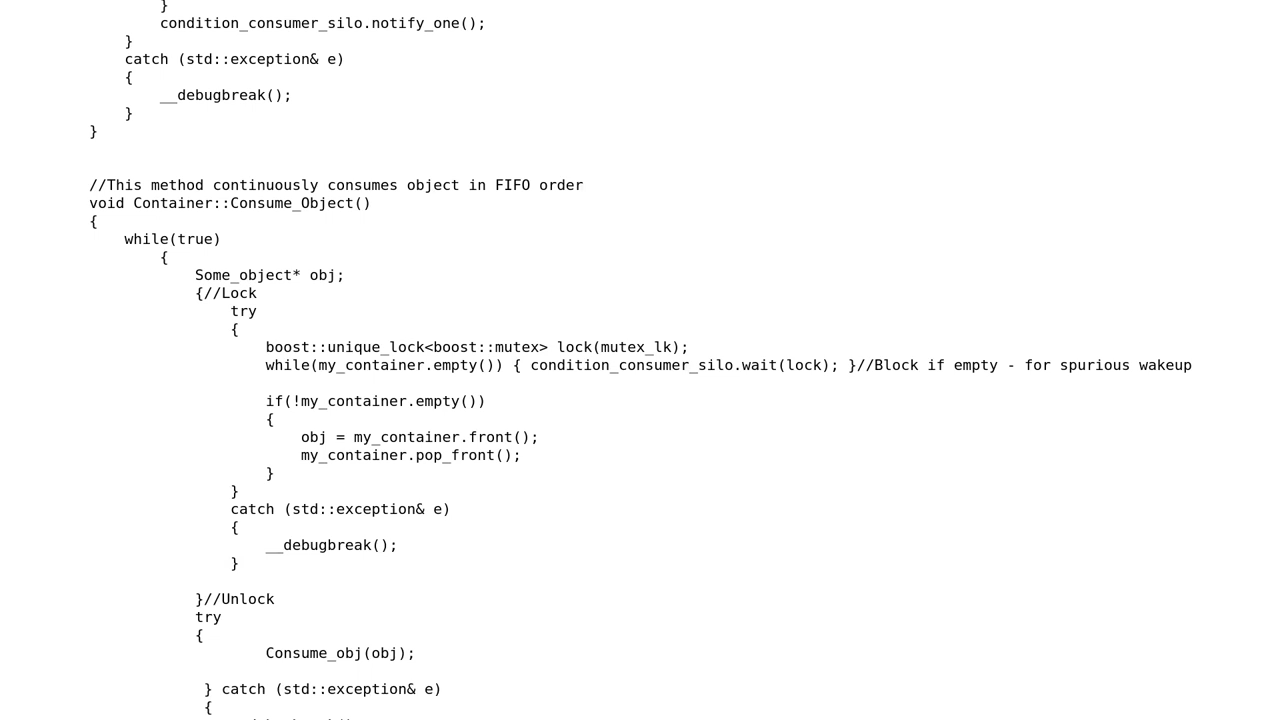 }
condition_consumer_silo.notify_one();
}
catch (std::exception& e)
{
__debugbreak();
}
}
//This method continuously consumes object in FIFO order
void Container::Consume_Object()
{
while(true)
{
Some_object* obj;
{//Lock
try
{
boost::unique_lock<boost::mutex> lock(mutex_lk);
while(my_container.empty()) { condition_consumer_silo.wait(lock); }//Block if empty - for spurious wakeup
if(!my_container.empty())
{
obj = my_container.front();
my_container.pop_front();
}
}
catch (std::exception& e)
{
__debugbreak();
}
}//Unlock
try
{
Consume_obj(obj);
} catch (std::exception& e)
{